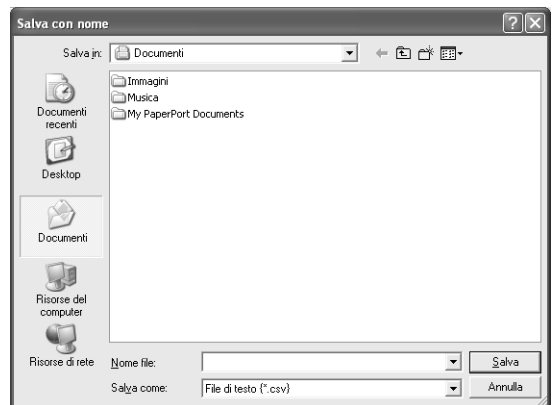 Salva con nome
Salva in: Documenti
Documenti recenti
Desktop
Documenti
Risorse del computer
Risorse di rete
Immagini
Musica
My PaperPort Documents
Nome file:
Salva
Salva come: File di testo {*.csv}
Annulla